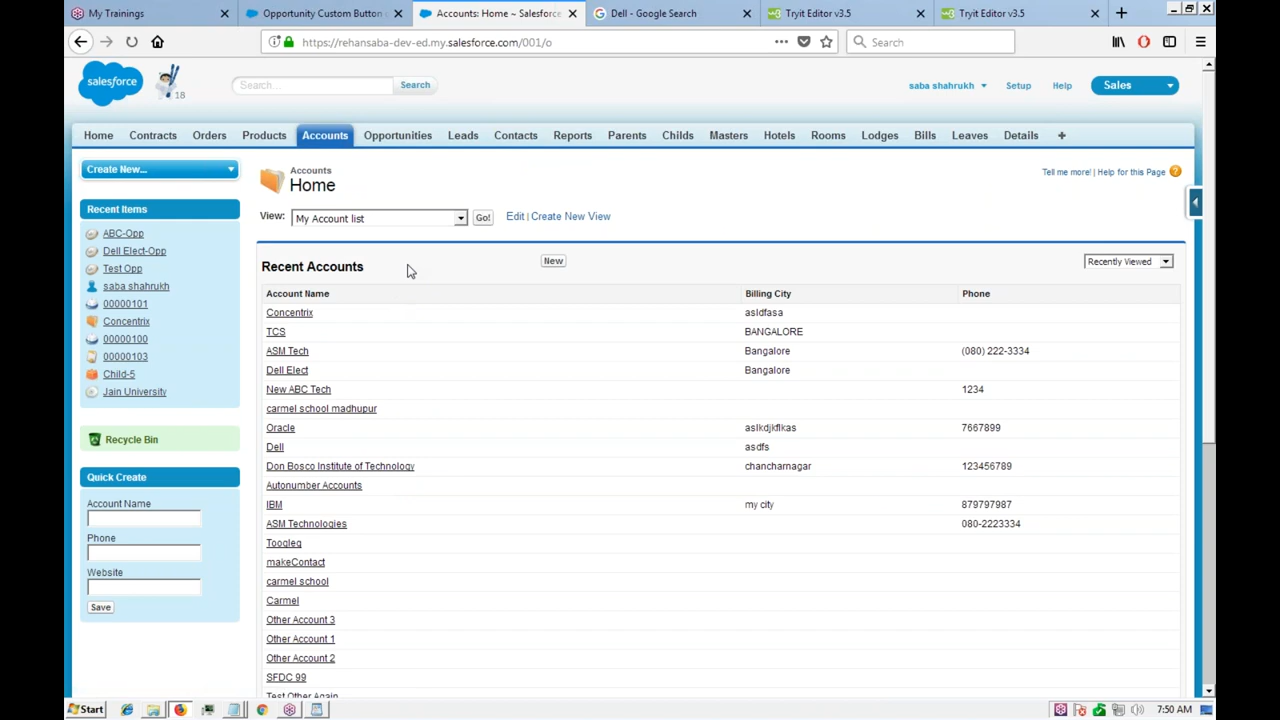 My Trainings
Opportunity Custom Button
Accounts: Home ~ Salesforce
Dell - Google Search
Tryit Editor v3.5
Tryit Editor v3.5
https://rehansaba-dev-ed.my.salesforce.com/001/o
Search
salesforce
18
Search...
Search
saba shahrukh
Setup
Help
Sales
Home
Contracts
Orders
Products
Accounts
Opportunities
Leads
Contacts
Reports
Parents
Childs
Masters
Hotels
Rooms
Lodges
Bills
Leaves
Details
+
Create New...
Recent Items
ABC-Opp
Dell Elect-Opp
Test Opp
saba shahrukh
00000101
Concentrix
00000100
00000103
Child-5
Jain University
Recycle Bin
Quick Create
Account Name
Phone
Website
Save
Accounts
Home
Tell me more! | Help for this Page
View:
My Account list
Go!
Edit | Create New View
Recent Accounts
New
Recently Viewed
Account Name Billing City Phone
Concentrix asldfasa
TCS BANGALORE
ASM Tech Bangalore (080) 222-3334
Dell Elect Bangalore
New ABC Tech 1234
carmel school madhupur
Oracle aslkdjkflkas 7667899
Dell asdfs
Don Bosco Institute of Technology chancharnagar 123456789
Autonumber Accounts
IBM my city 879797987
ASM Technologies 080-2223334
Toogleg
makeContact
carmel school
Carmel
Other Account 3
Other Account 1
Other Account 2
SFDC 99
Test Other Again
Start
7:50 AM